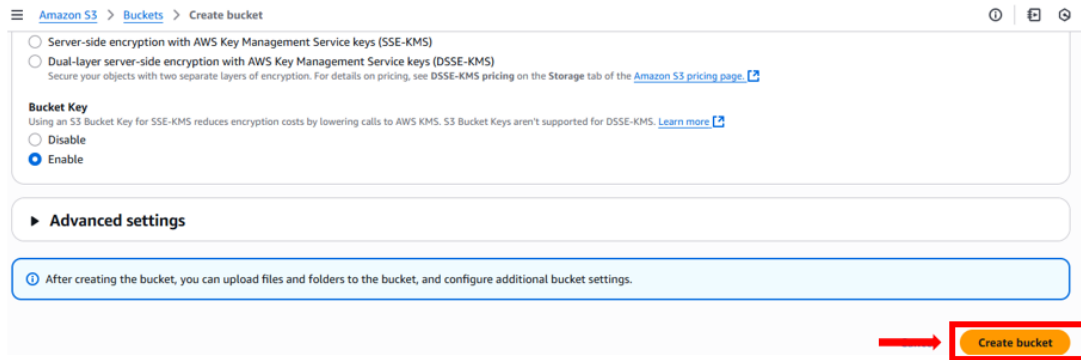 Amazon S3 > Buckets > Create bucket
Server-side encryption with AWS Key Management Service keys (SSE-KMS)
Dual-layer server-side encryption with AWS Key Management Service keys (DSSE-KMS)
Secure your objects with two separate layers of encryption. For details on pricing, see DSSE-KMS pricing on the Storage tab of the Amazon S3 pricing page.
Bucket Key
Using an S3 Bucket Key for SSE-KMS reduces encryption costs by lowering calls to AWS KMS. S3 Bucket Keys aren't supported for DSSE-KMS. Learn more
Disable
Enable
Advanced settings
After creating the bucket, you can upload files and folders to the bucket, and configure additional bucket settings.
Create bucket